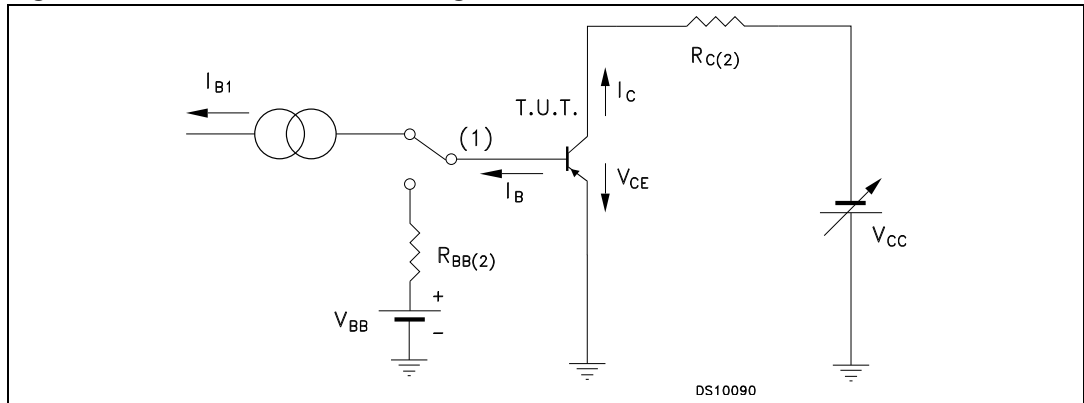 R_C(2)
I_B1
I_C
T.U.T.
(1)
I_B
V_CE
V_CC
R_BB(2)
+
V_BB
−
DS10090